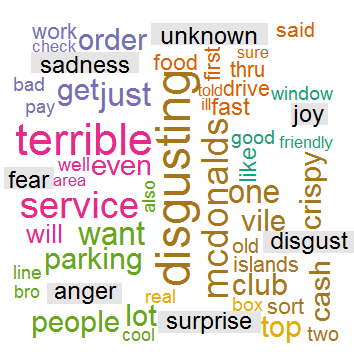 work
order
unknown
said
check
sure
sadness
food
first
thru
bad
get
just
told
drive
window
pay
ill
fast
joy
terrible
disgusting
mcdonalds
good
friendly
well
even
like
crispy
fear
area
also
one
service
vile
will
want
old
disgust
parking
islands
line
club
cash
bro
anger
real
box
sort
people
lot
surprise
top
two
cool